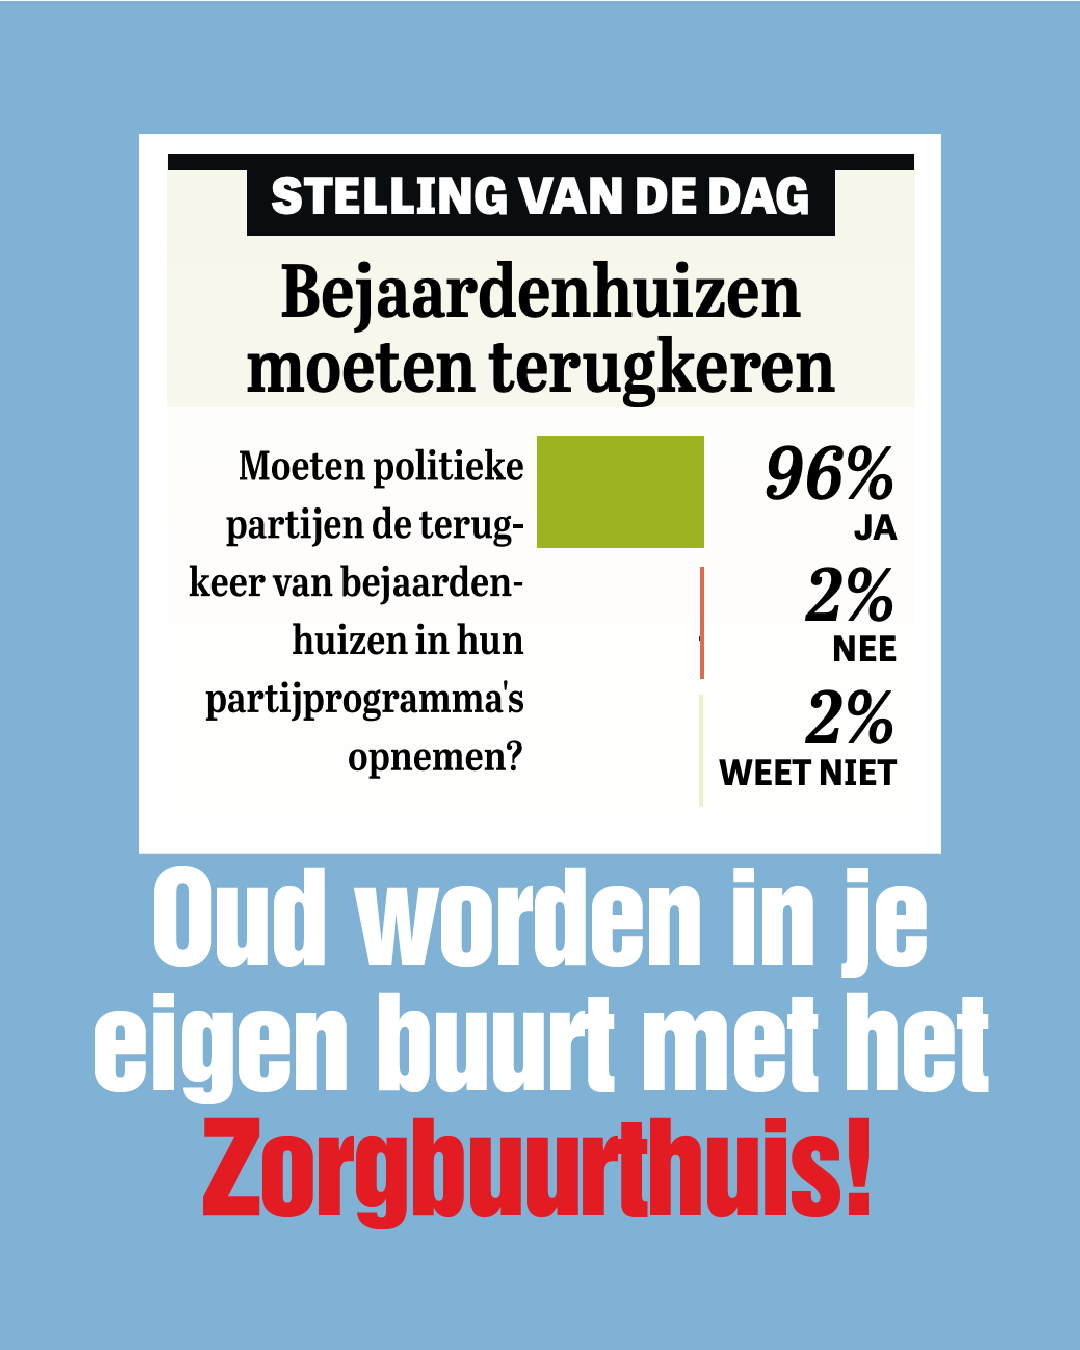 STELLING VAN DE DAG
Bejaardenhuizen
moeten terugkeren
Moeten politieke
partijen de terug-
keer van bejaarden-
huizen in hun
partijprogramma's
opnemen?
96%
JA
2%
NEE
2%
WEET NIET
Oud worden in je
eigen buurt met het
Zorgbuurthuis!